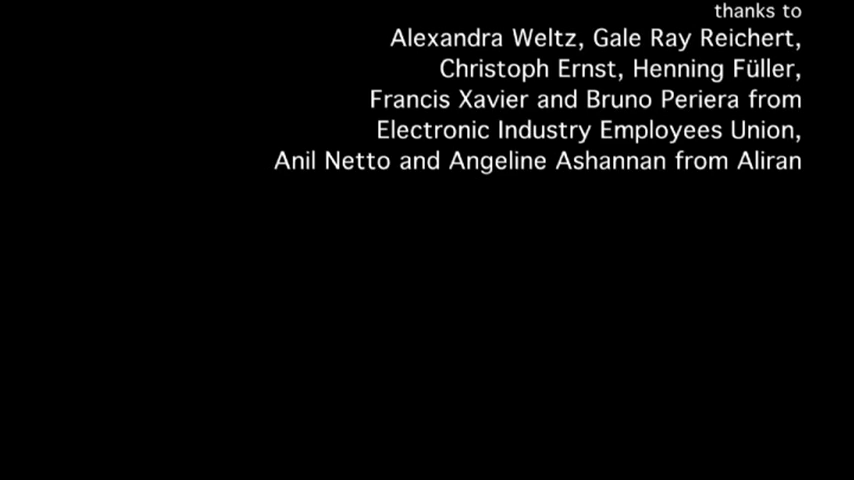 thanks to
Alexandra Weltz, Gale Ray Reichert,
Christoph Ernst, Henning Füller,
Francis Xavier and Bruno Periera from
Electronic Industry Employees Union,
Anil Netto and Angeline Ashannan from Aliran